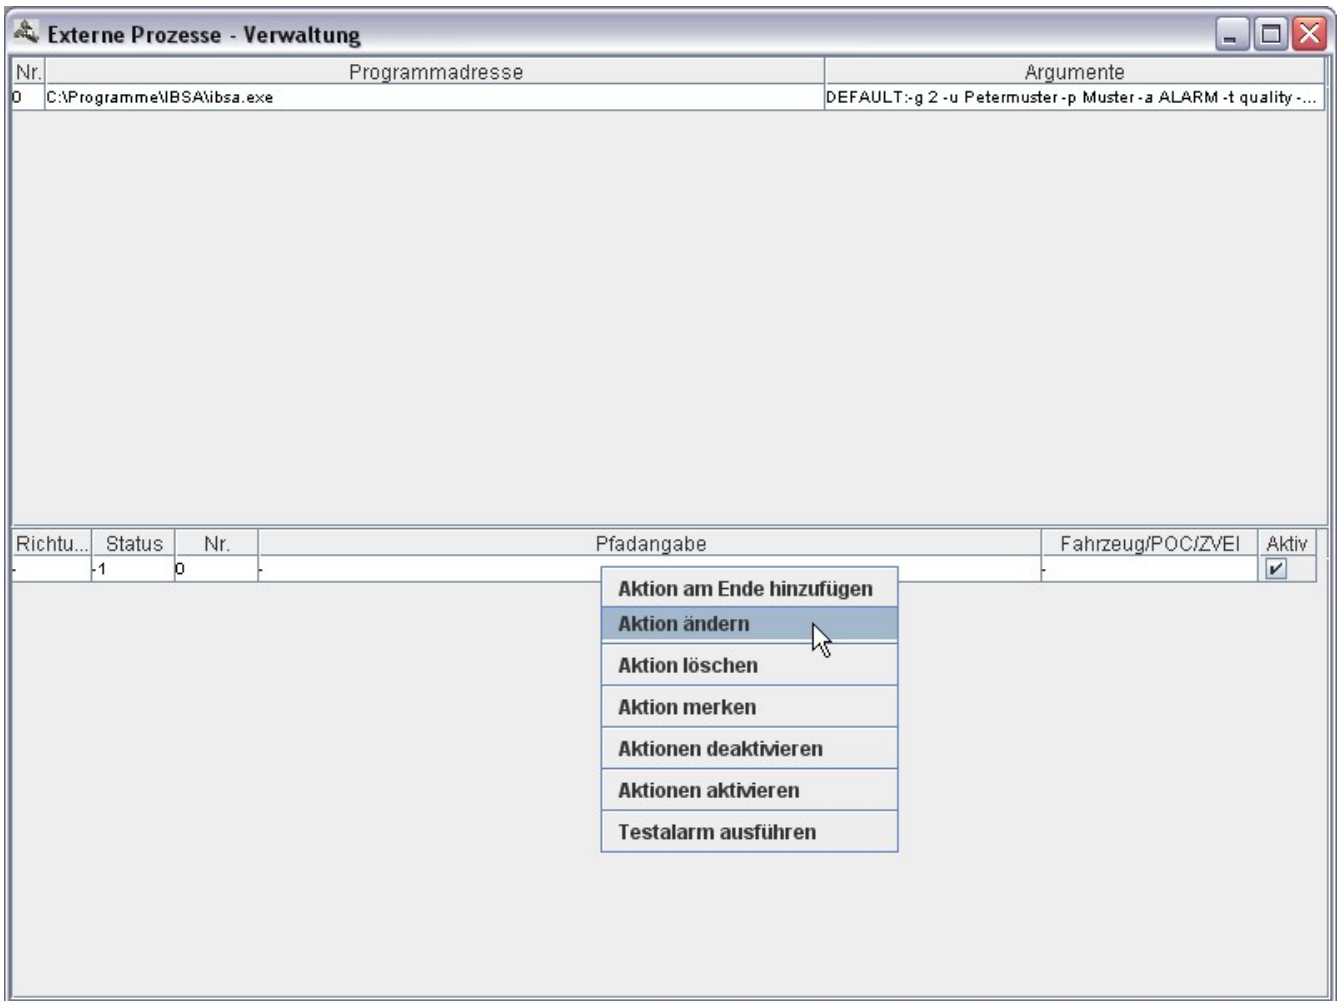 Externe Prozesse - Verwaltung
Nr. Programmadresse Argumente
0 C:\Programme\IBSA\ibsa.exe DEFAULT:-g 2 -u Petermuster -p Muster -a ALARM -t quality -...
Richtu... Status Nr. Pfadangabe Fahrzeug/POC/ZVEI Aktiv
- -1 0 - -
Aktion am Ende hinzufügen
Aktion ändern
Aktion löschen
Aktion merken
Aktionen deaktivieren
Aktionen aktivieren
Testalarm ausführen